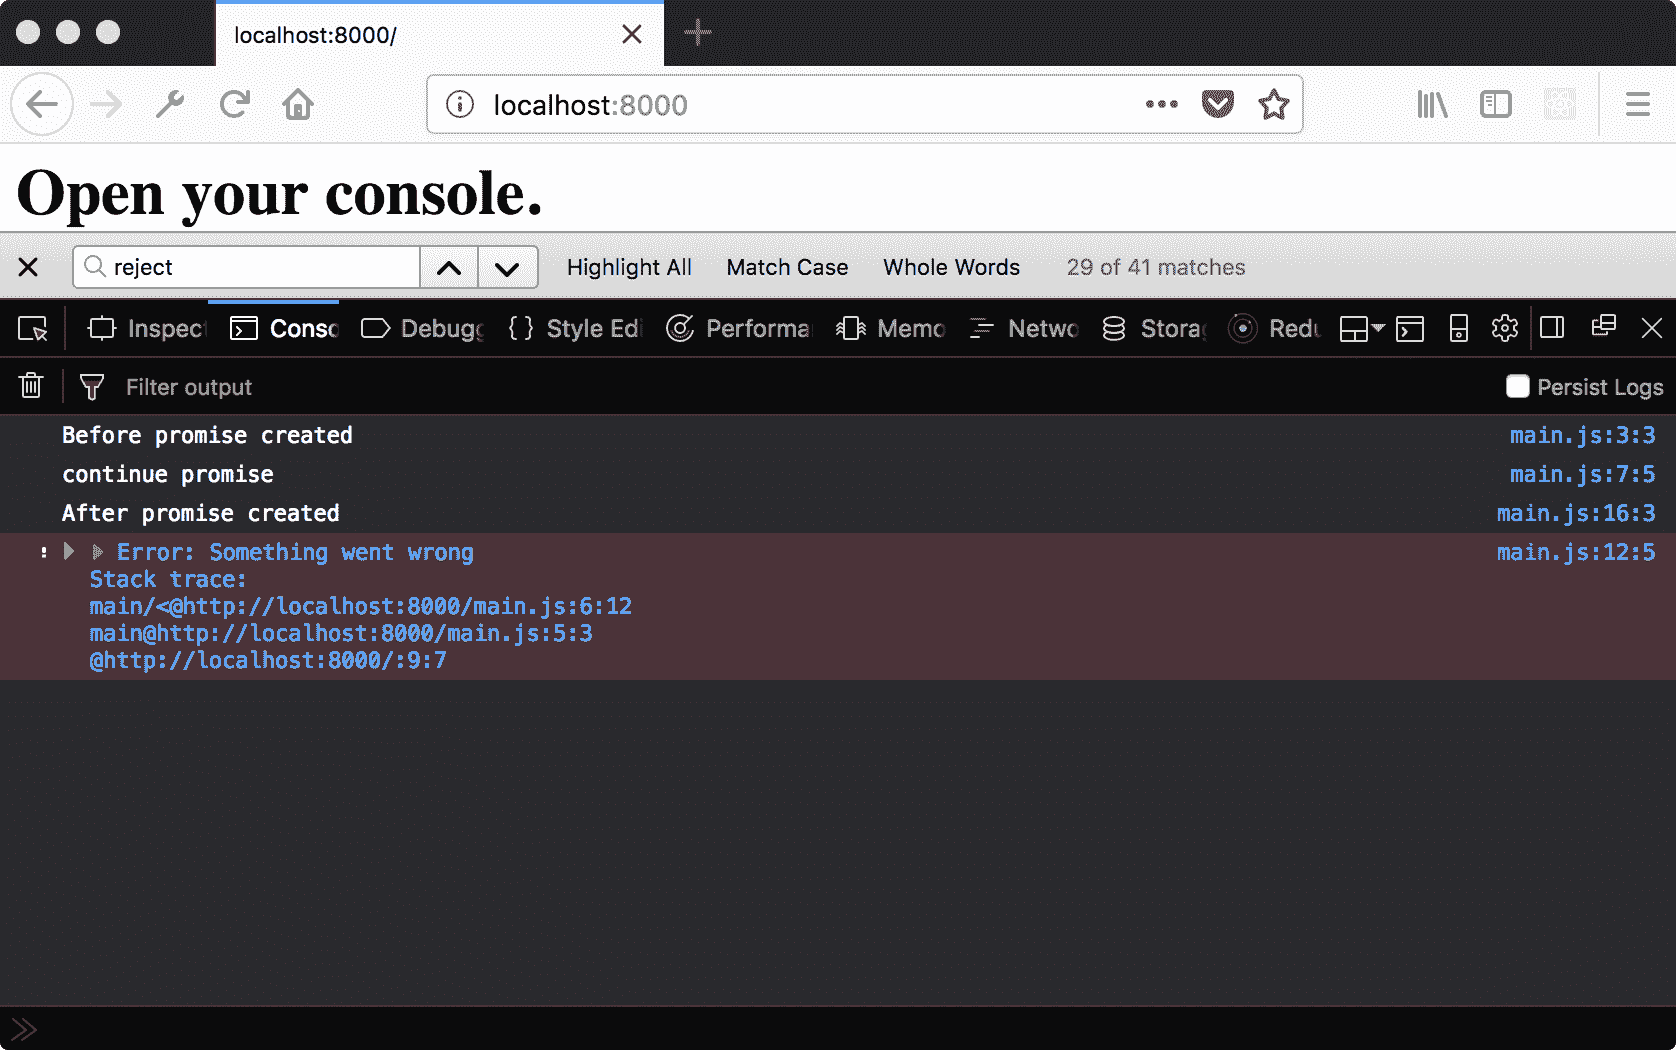 localhost:8000/
localhost:8000
Open your console.
reject Highlight All Match Case Whole Words 29 of 41 matches
Inspec Conso Debugg Style Edi Performa Memo Netwo Stora Redu
Filter output Persist Logs
Before promise created main.js:3:3
continue promise main.js:7:5
After promise created main.js:16:3
Error: Something went wrong main.js:12:5
Stack trace:
main/<@http://localhost:8000/main.js:6:12
main@http://localhost:8000/main.js:5:3
@http://localhost:8000/:9:7